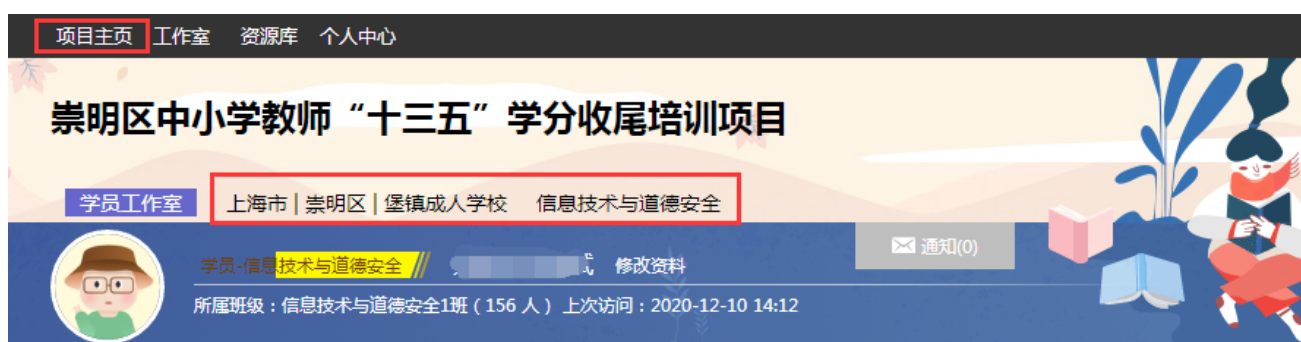 项目主页 工作室 资源库 个人中心
崇明区中小学教师“十三五”学分收尾培训项目
学员工作室 上海市 | 崇明区 | 堡镇成人学校 信息技术与道德安全
通知(0)
学员-信息技术与道德安全 // 修改资料
所属班级：信息技术与道德安全1班（156 人）上次访问：2020-12-10 14:12